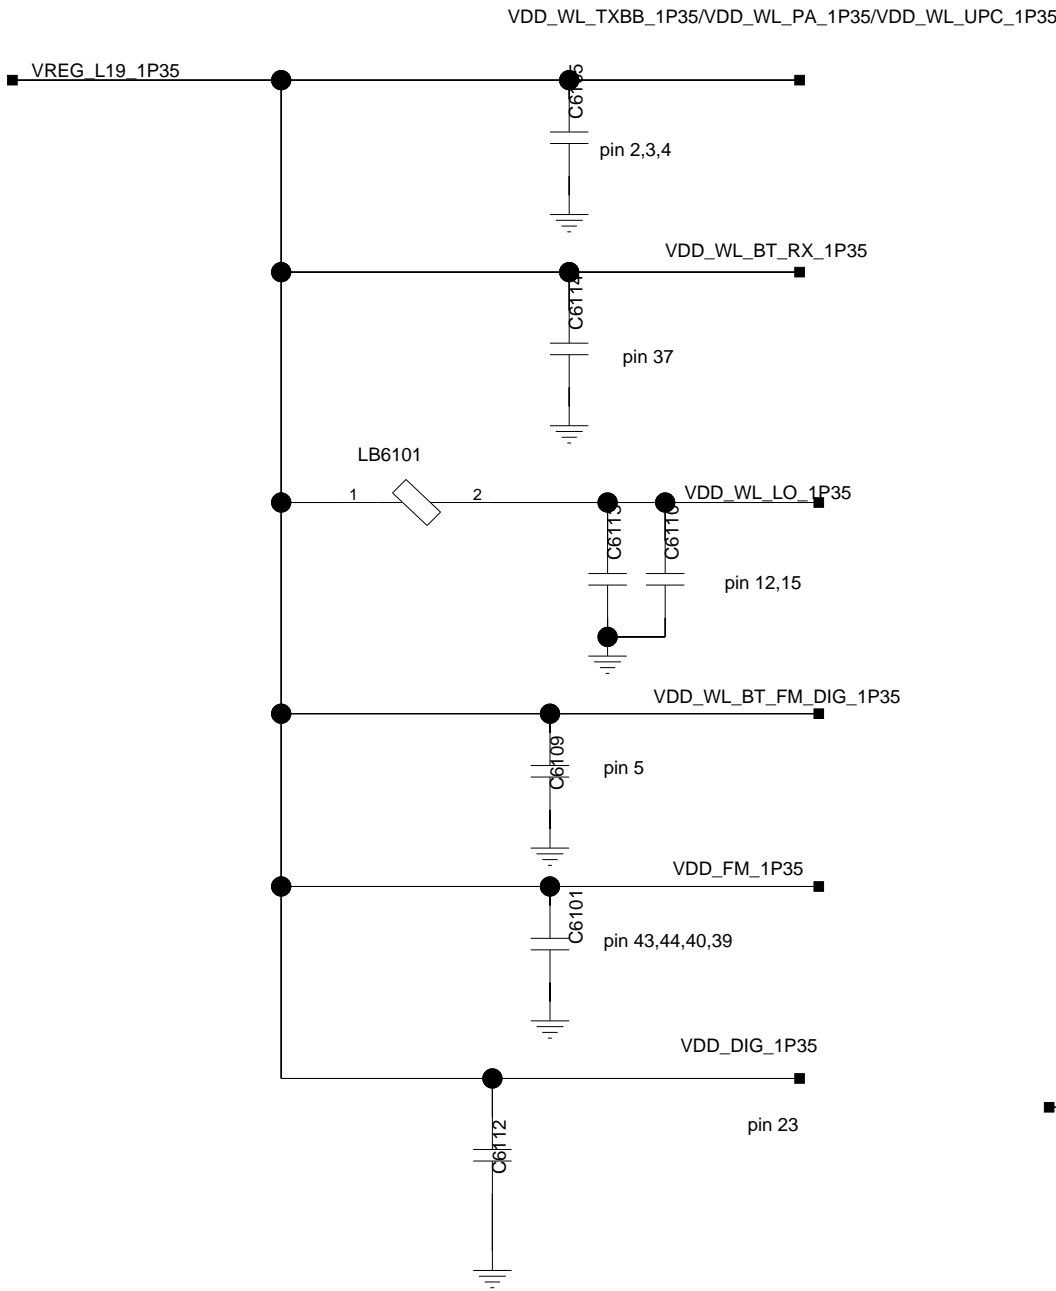 VDD_WL_TXBB_1P35/VDD_WL_PA_1P35/VDD_WL_UPC_1P35
VREG_L19_1P35
pin 2,3,4
VDD_WL_BT_RX_1P35
C6114
pin 37
LB6101
1
2
VDD_WL_LO_1P35
C6113
pin 12,15
VDD_WL_BT_FM_DIG_1P35
C6109
pin 5
VDD_FM_1P35
C6101
pin 43,44,40,39
VDD_DIG_1P35
C6112
pin 23